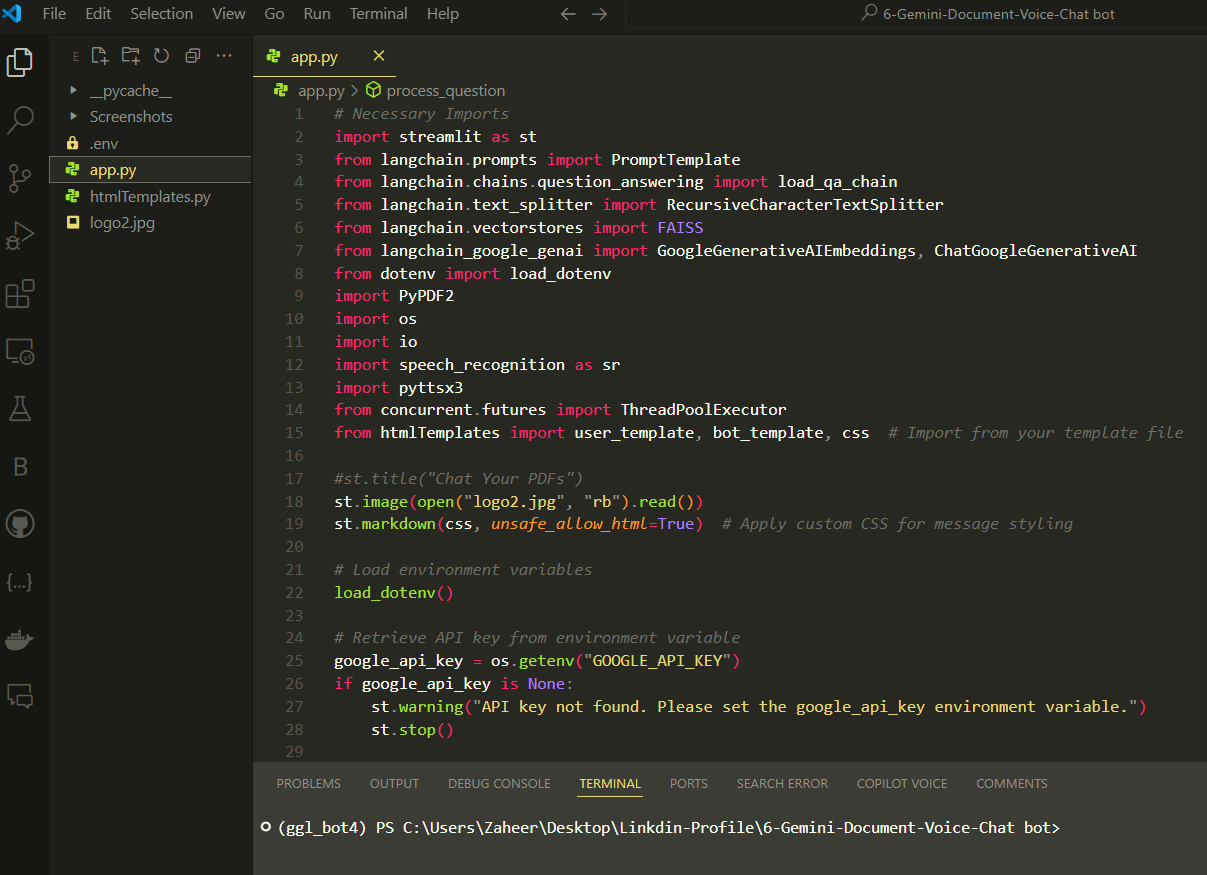 File Edit Selection View Go Run Terminal Help
6-Gemini-Document-Voice-Chat bot
E
__pycache__
Screenshots
.env
app.py
htmlTemplates.py
logo2.jpg
B
{...}
app.py
app.py > process_question
1 # Necessary Imports
2 import streamlit as st
3 from langchain.prompts import PromptTemplate
4 from langchain.chains.question_answering import load_qa_chain
5 from langchain.text_splitter import RecursiveCharacterTextSplitter
6 from langchain.vectorstores import FAISS
7 from langchain_google_genai import GoogleGenerativeAIEmbeddings, ChatGoogleGenerativeAI
8 from dotenv import load_dotenv
9 import PyPDF2
10 import os
11 import io
12 import speech_recognition as sr
13 import pyttsx3
14 from concurrent.futures import ThreadPoolExecutor
15 from htmlTemplates import user_template, bot_template, css  # Import from your template file
16
17 #st.title("Chat Your PDFs")
18 st.image(open("logo2.jpg", "rb").read())
19 st.markdown(css, unsafe_allow_html=True)  # Apply custom CSS for message styling
20
21 # Load environment variables
22 load_dotenv()
23
24 # Retrieve API key from environment variable
25 google_api_key = os.getenv("GOOGLE_API_KEY")
26 if google_api_key is None:
27     st.warning("API key not found. Please set the google_api_key environment variable.")
28     st.stop()
29
PROBLEMS OUTPUT DEBUG CONSOLE TERMINAL PORTS SEARCH ERROR COPILOT VOICE COMMENTS
(ggl_bot4) PS C:\Users\Zaheer\Desktop\Linkdin-Profile\6-Gemini-Document-Voice-Chat bot>